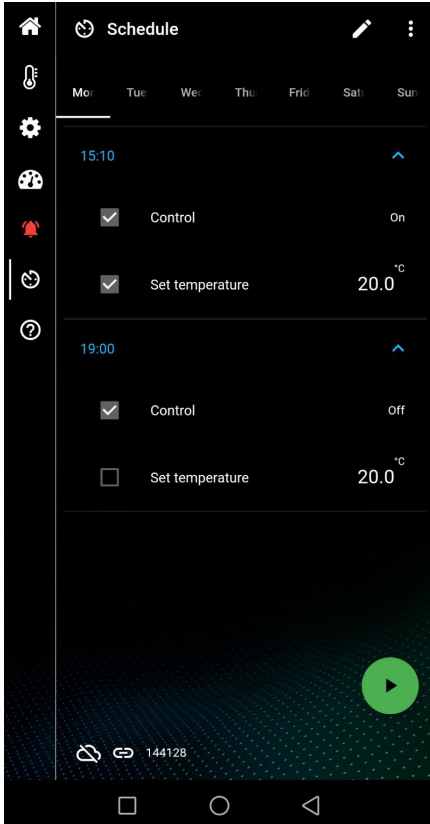 Schedule
Mo Tue We Thu Frid Sat Sun
15:10
Control On
Set temperature 20.0 °C
19:00
Control Off
Set temperature 20.0 °C
144128